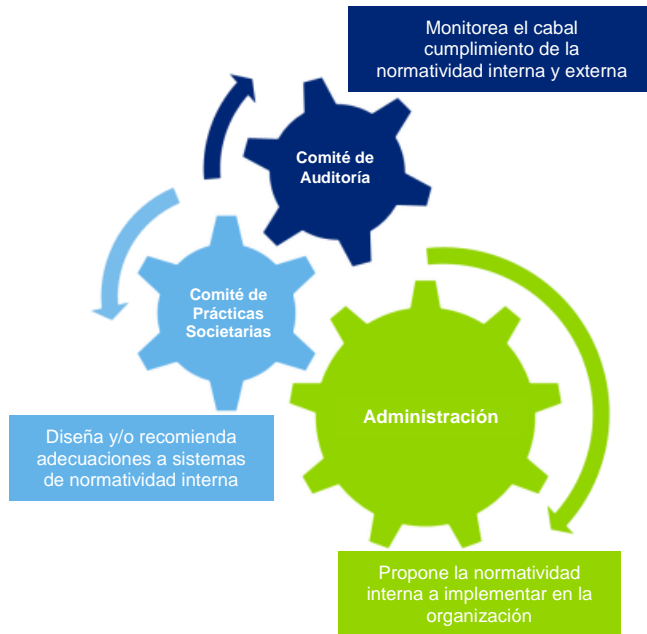 Monitorea el cabal
cumplimiento de la
normatividad interna y externa
Comité de
Auditoría
Comité de
Prácticas
Societarias
Administración
Diseña y/o recomienda
adecuaciones a sistemas
de normatividad interna
Propone la normatividad
interna a implementar en la
organización